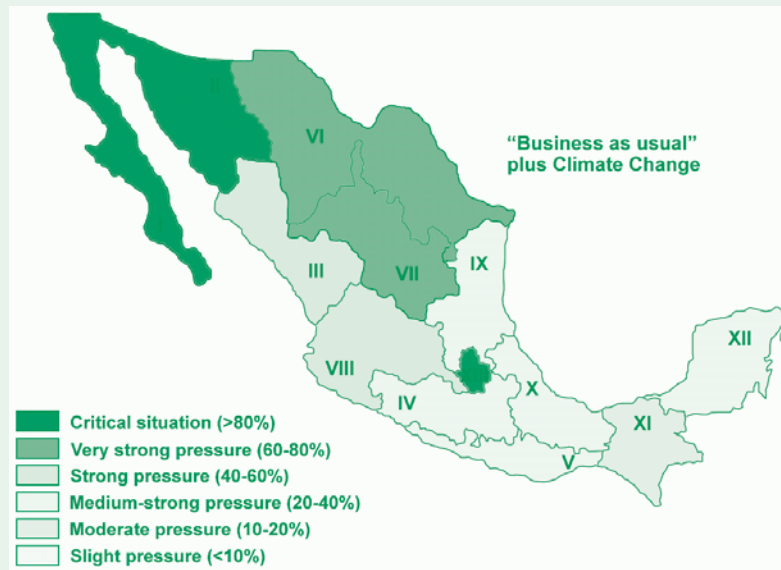 II
VI
"Business as usual"
plus Climate Change
III
VII
IX
XII
VIII
IV
X
XI
V
Critical situation (>80%)
Very strong pressure (60-80%)
Strong pressure (40-60%)
Medium-strong pressure (20-40%)
Moderate pressure (10-20%)
Slight pressure (<10%)